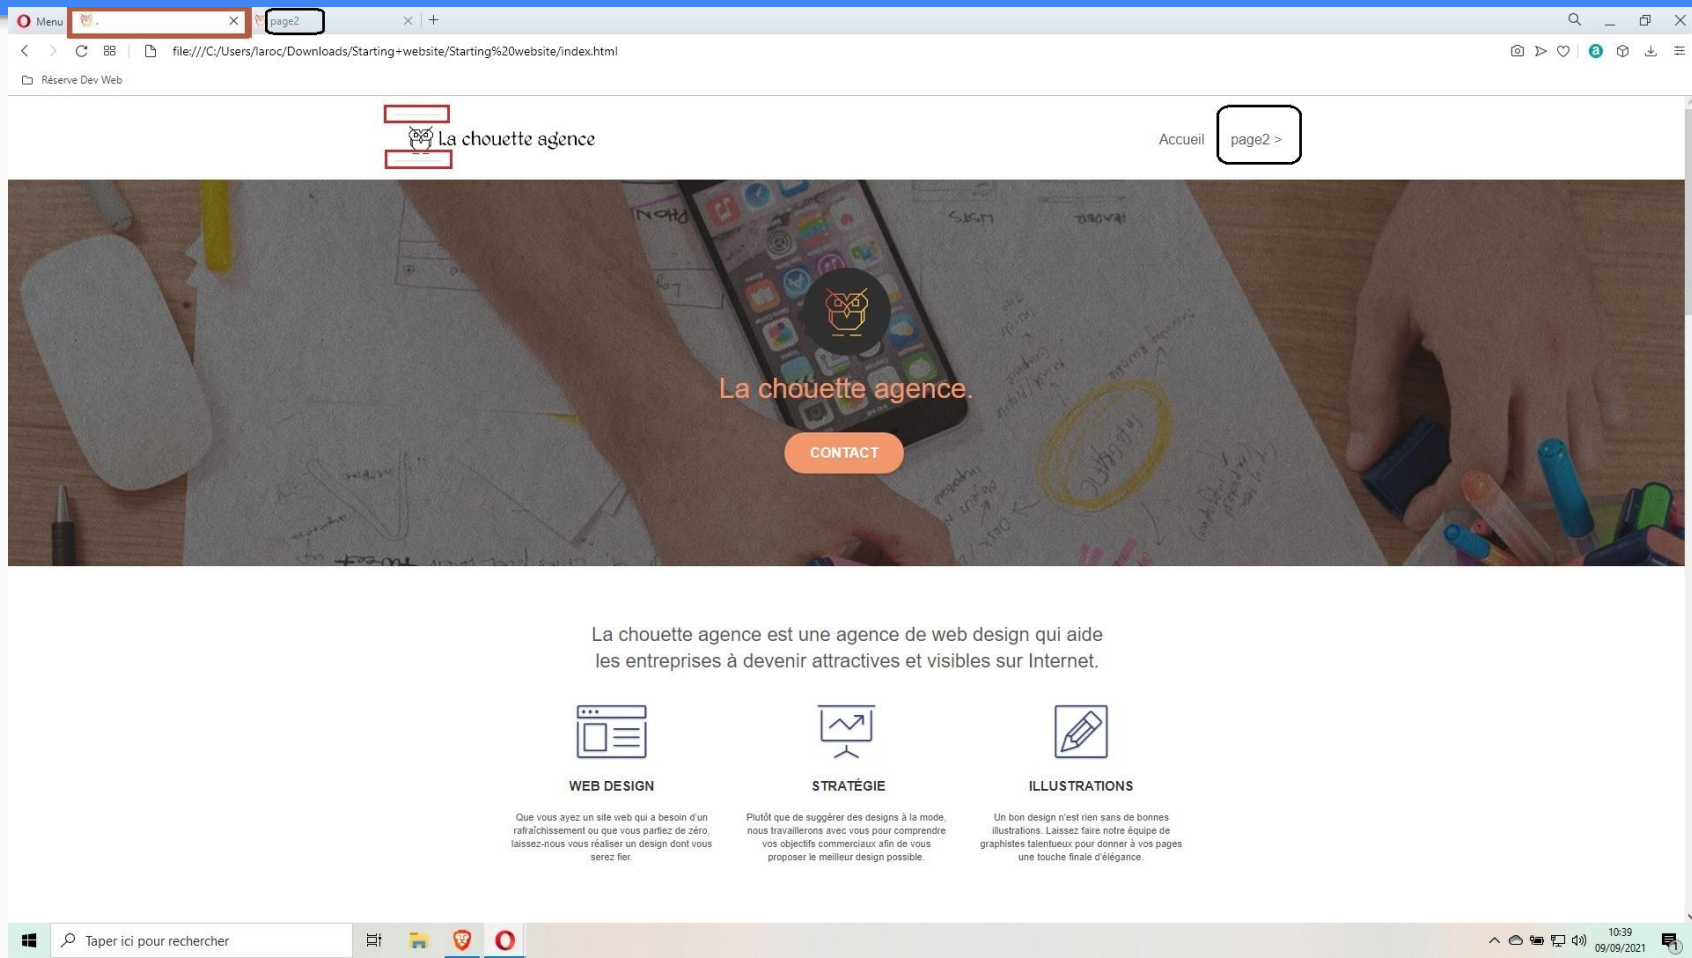 Menu . page2
file:///C:/Users/laroc/Downloads/Starting+website/Starting%20website/index.html
Réserve Dev Web
La chouette agence
Accueil page2 >
LISTS
HEADER
La chouette agence.
CONTACT
La chouette agence est une agence de web design qui aide
les entreprises à devenir attractives et visibles sur Internet.
WEB DESIGN
Que vous ayez un site web qui a besoin d'un
rafraîchissement ou que vous partiez de zéro,
laissez-nous vous réaliser un design dont vous
serez fier.
STRATÉGIE
Plutôt que de suggérer des designs à la mode,
nous travaillerons avec vous pour comprendre
vos objectifs commerciaux afin de vous
proposer le meilleur design possible.
ILLUSTRATIONS
Un bon design n'est rien sans de bonnes
illustrations. Laissez faire notre équipe de
graphistes talentueux pour donner à vos pages
une touche finale d'élégance.
Taper ici pour rechercher
10:39
09/09/2021
1